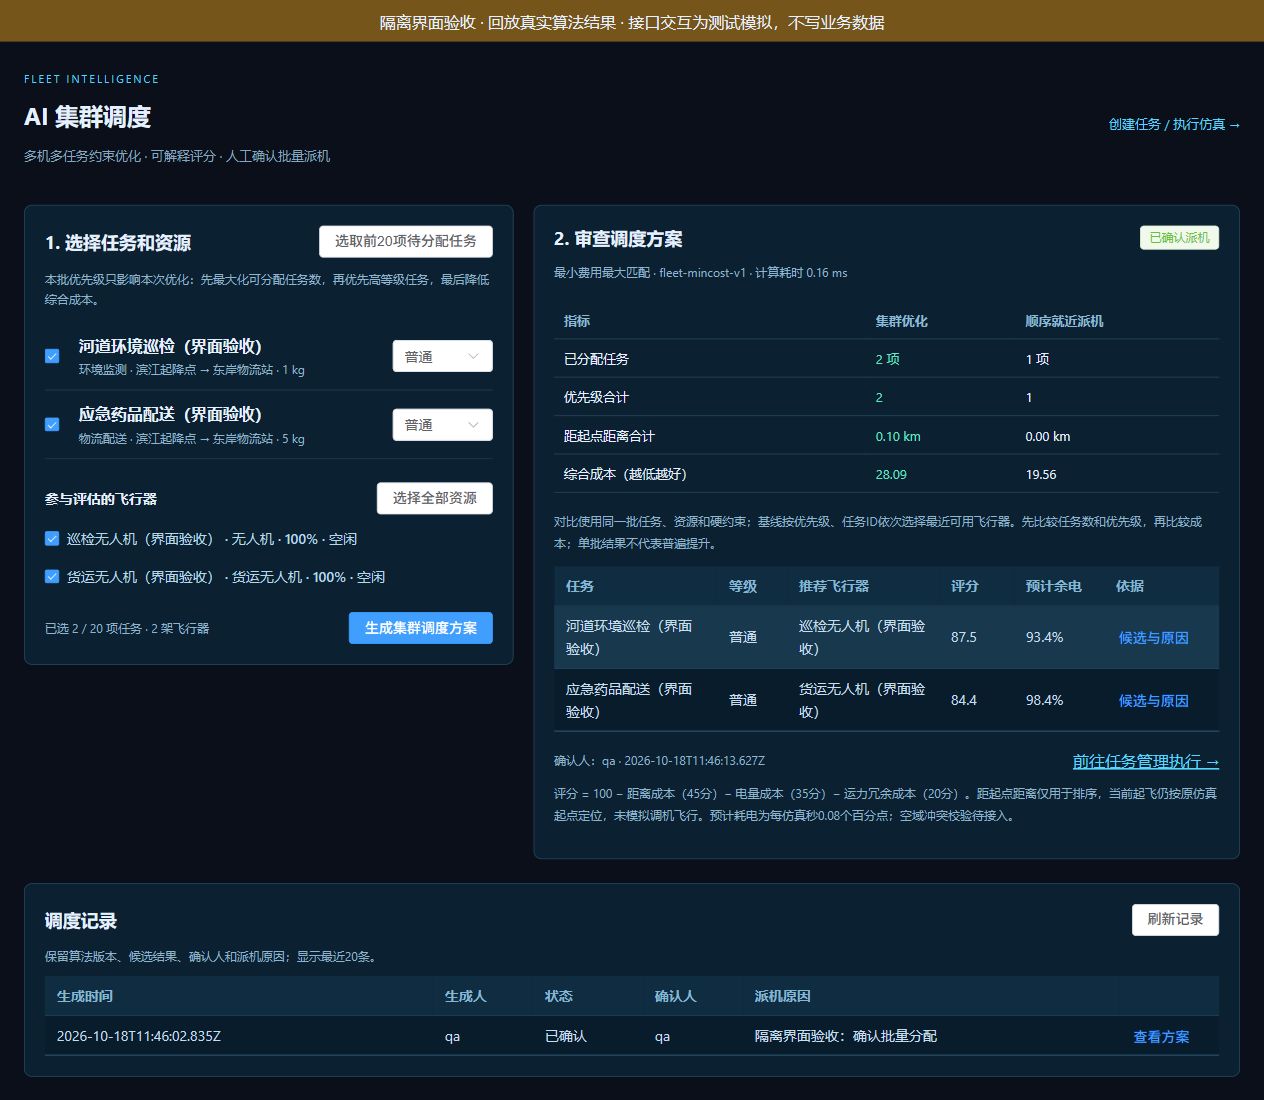 隔离界面验收 · 回放真实算法结果 · 接口交互为测试模拟，不写业务数据
FLEET INTELLIGENCE
AI 集群调度
多机多任务约束优化 · 可解释评分 · 人工确认批量派机
创建任务 / 执行仿真 →
1. 选择任务和资源
选取前20项待分配任务
本批优先级只影响本次优化：先最大化可分配任务数，再优先高等级任务，最后降低
综合成本。
河道环境巡检（界面验收）
环境监测 · 滨江起降点 → 东岸物流站 · 1 kg
普通
应急药品配送（界面验收）
物流配送 · 滨江起降点 → 东岸物流站 · 5 kg
普通
参与评估的飞行器
选择全部资源
巡检无人机（界面验收） · 无人机 · 100% · 空闲
货运无人机（界面验收） · 货运无人机 · 100% · 空闲
已选 2 / 20 项任务 · 2 架飞行器
生成集群调度方案
2. 审查调度方案
已确认派机
最小费用最大匹配 · fleet-mincost-v1 · 计算耗时 0.16 ms
指标 集群优化 顺序就近派机
已分配任务 2 项 1 项
优先级合计 2 1
距起点距离合计 0.10 km 0.00 km
综合成本（越低越好） 28.09 19.56
对比使用同一批任务、资源和硬约束；基线按优先级、任务ID依次选择最近可用飞行器。先比较任务数和优先级，再比较成
本；单批结果不代表普遍提升。
任务 等级 推荐飞行器 评分 预计余电 依据
河道环境巡检（界面
验收） 普通 巡检无人机（界面验
收） 87.5 93.4% 候选与原因
应急药品配送（界面
验收） 普通 货运无人机（界面验
收） 84.4 98.4% 候选与原因
确认人：qa · 2026-10-18T11:46:13.627Z
前往任务管理执行 →
评分 = 100 − 距离成本（45分）− 电量成本（35分）− 运力冗余成本（20分）。距起点距离仅用于排序，当前起飞仍按原仿真
起点定位，未模拟调机飞行。预计耗电为每仿真秒0.08个百分点；空域冲突校验待接入。
调度记录
刷新记录
保留算法版本、候选结果、确认人和派机原因；显示最近20条。
生成时间 生成人 状态 确认人 派机原因
2026-10-18T11:46:02.835Z qa 已确认 qa 隔离界面验收：确认批量分配 查看方案